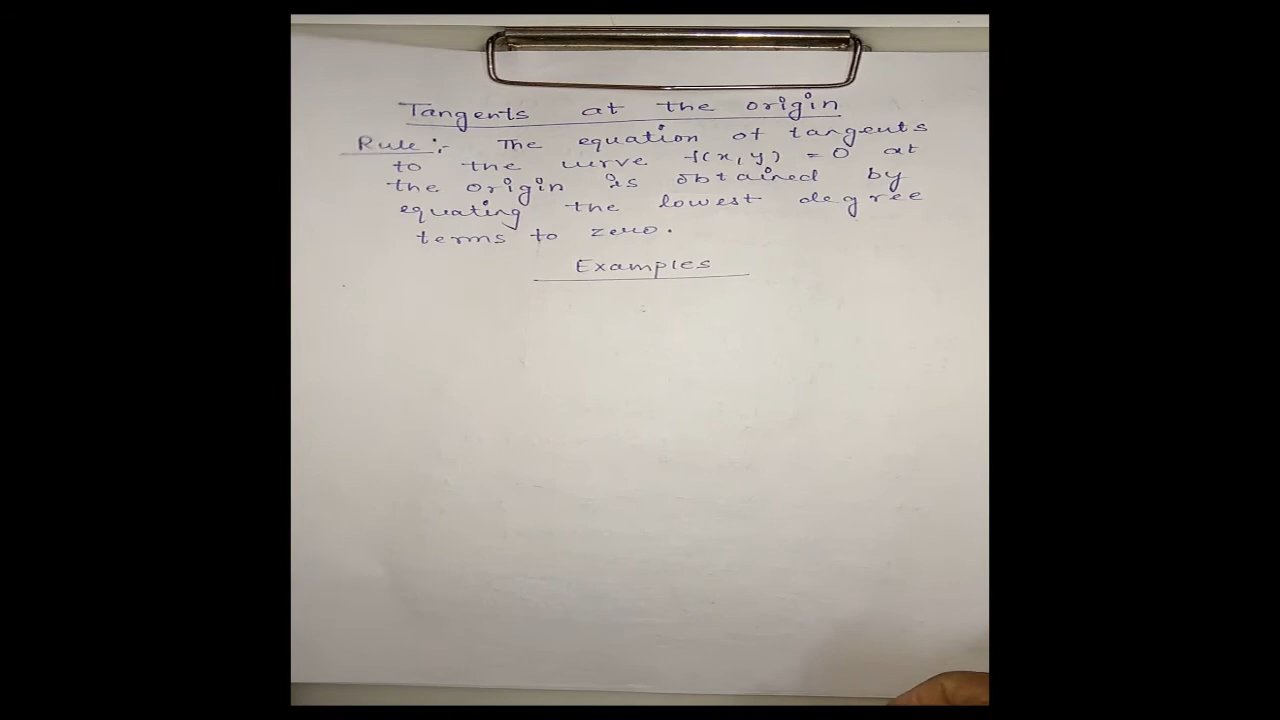 Tangents at the origin
Rule :- The equation of tangents
to the curve f(x,y) = 0 at
the origin is obtained by
equating the lowest degree
terms to zero.
Examples